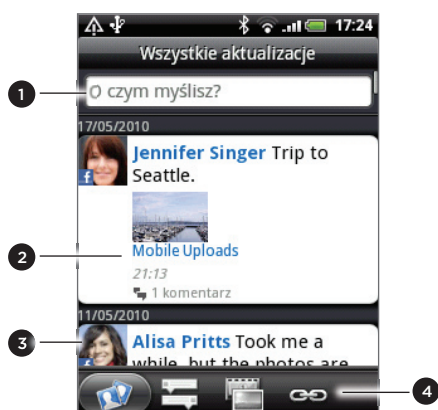 17:24
Wszystkie aktualizacje
1
O czym myślisz?
17/05/2010
Jennifer Singer Trip to
Seattle.
f
2
Mobile Uploads
21:13
1 komentarz
11/05/2010
3
Alisa Pritts Took me a
while, but the photos are
f
4